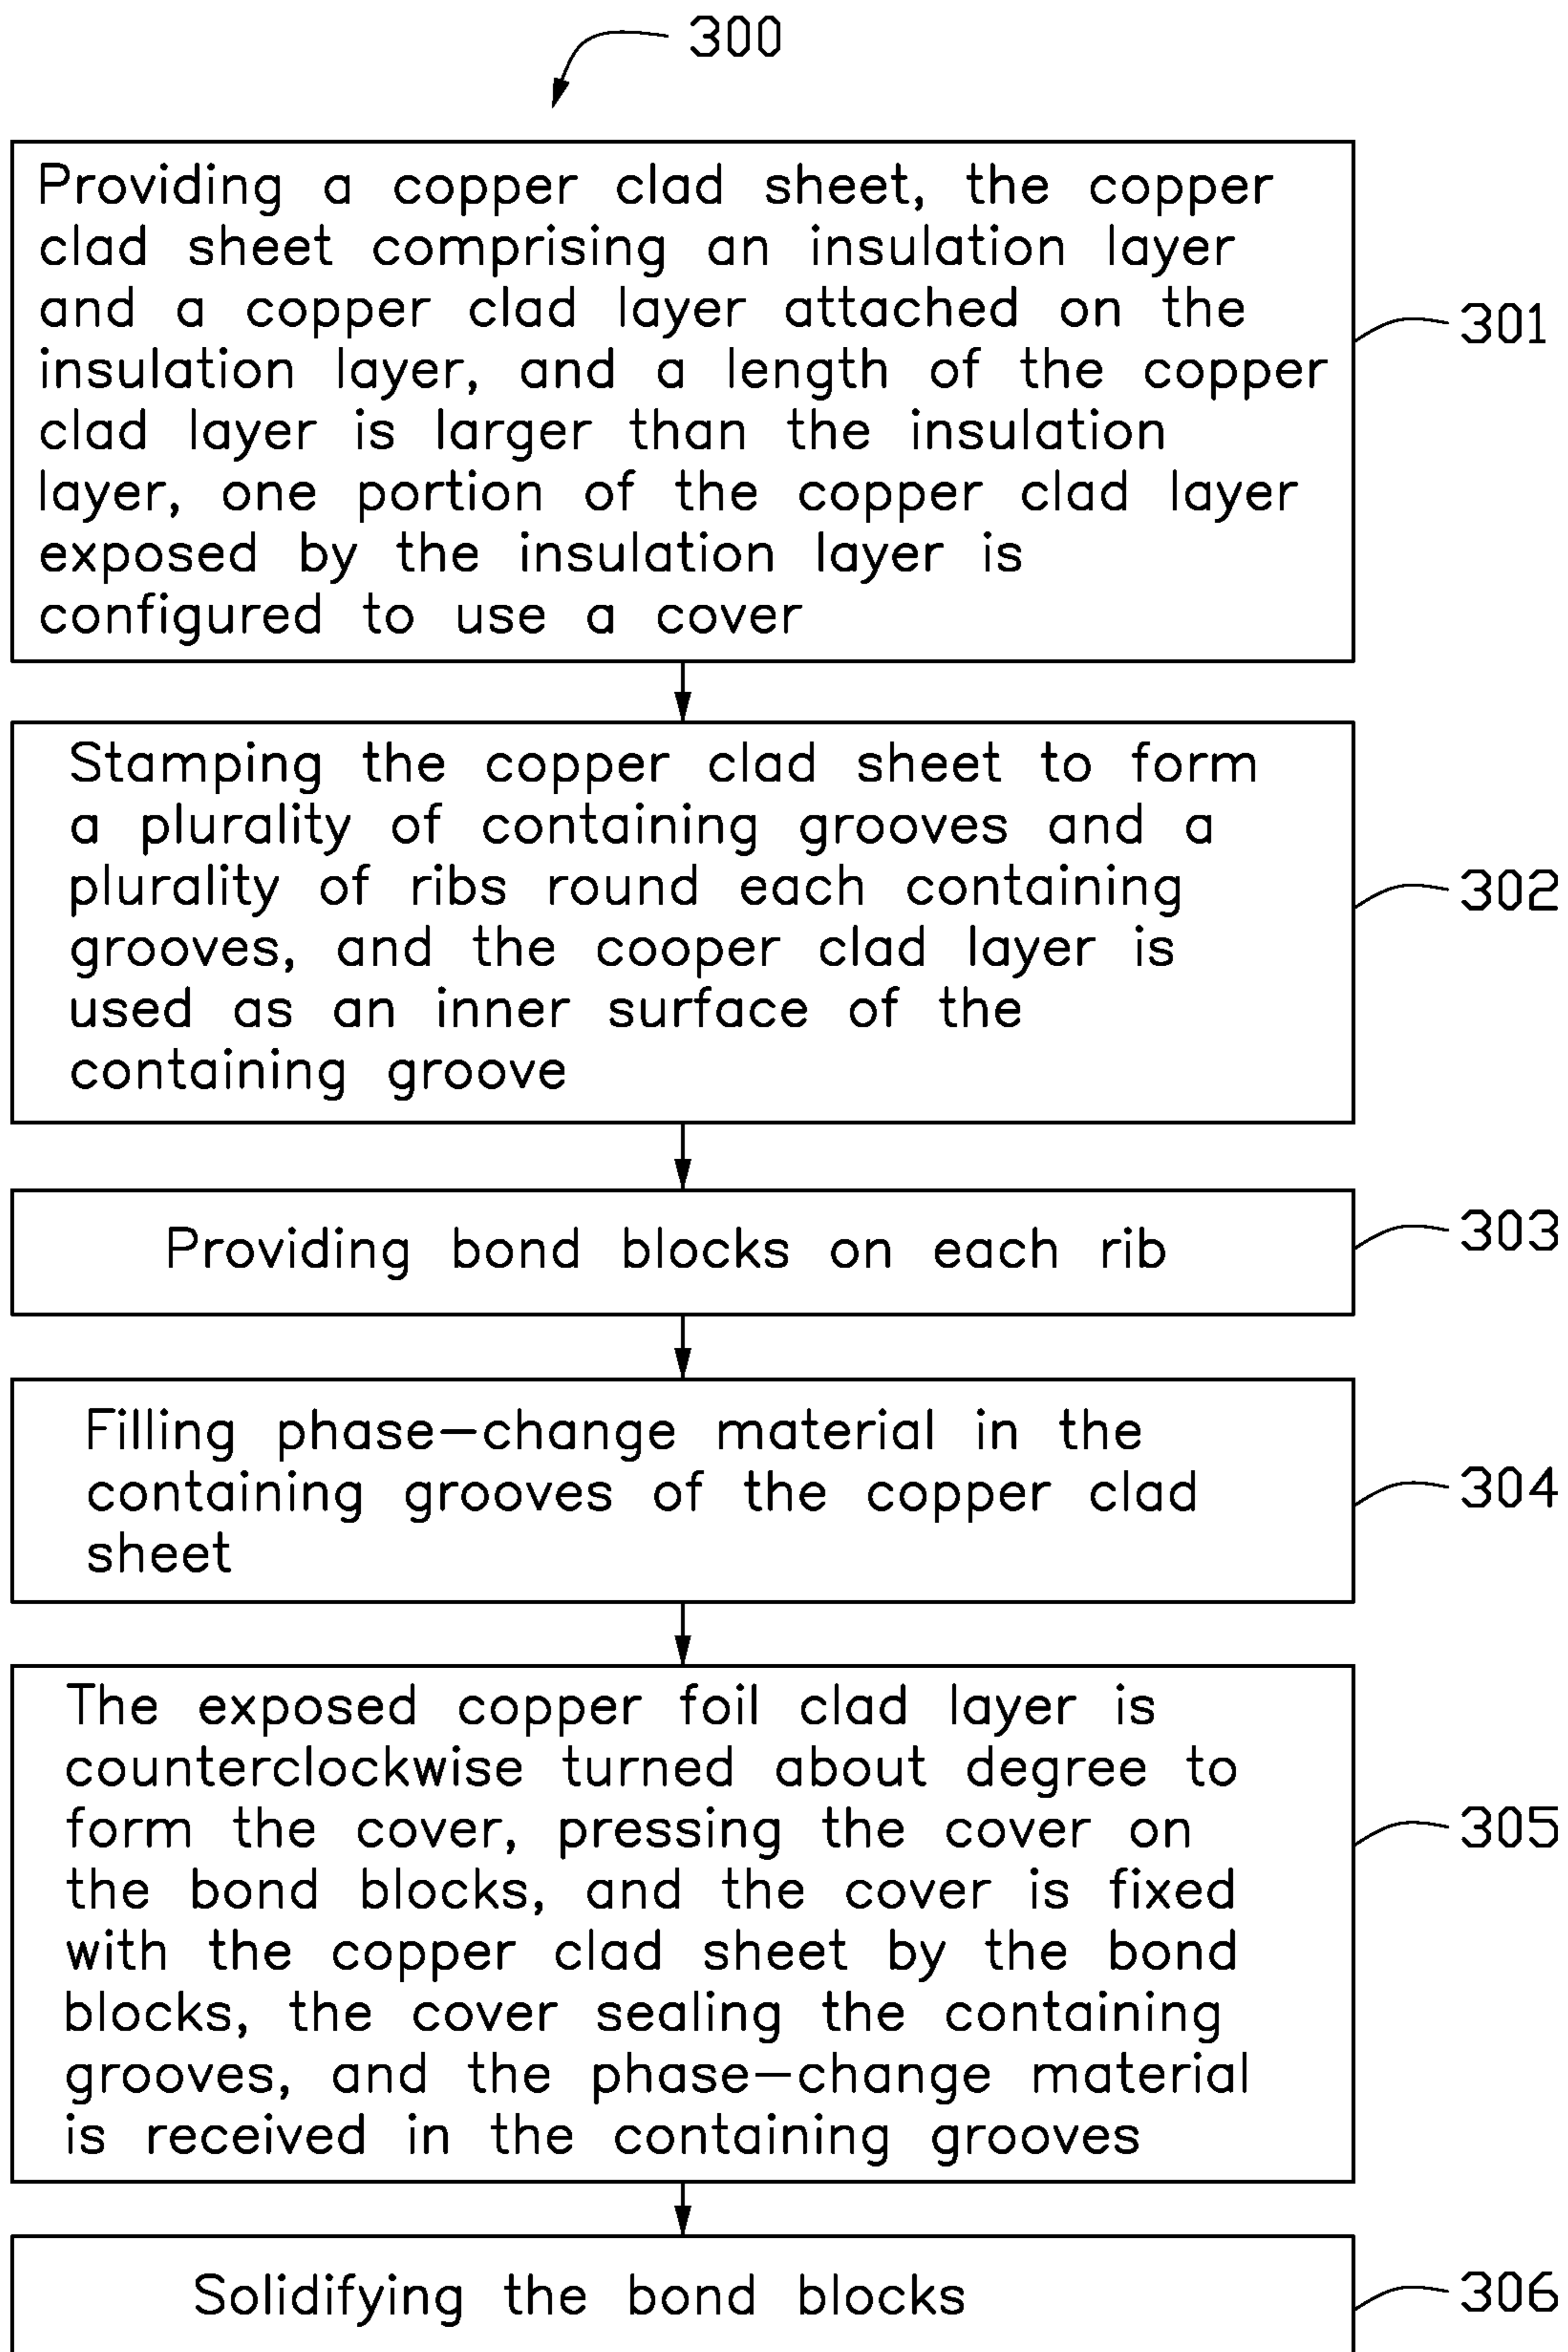 300
Providing a copper clad sheet, the copper
clad sheet comprising an insulation layer
and a copper clad layer attached on the
insulation layer, and a length of the copper
clad layer is larger than the insulation
layer, one portion of the copper clad layer
exposed by the insulation layer is
configured to use a cover
301
Stamping the copper clad sheet to form
a plurality of containing grooves and a
plurality of ribs round each containing
grooves, and the cooper clad layer is
used as an inner surface of the
containing groove
302
Providing bond blocks on each rib
303
Filling phase-change material in the
containing grooves of the copper clad
sheet
304
The exposed copper foil clad layer is
counterclockwise turned about degree to
form the cover, pressing the cover on
the bond blocks, and the cover is fixed
with the copper clad sheet by the bond
blocks, the cover sealing the containing
grooves, and the phase-change material
is received in the containing grooves
305
Solidifying the bond blocks
306